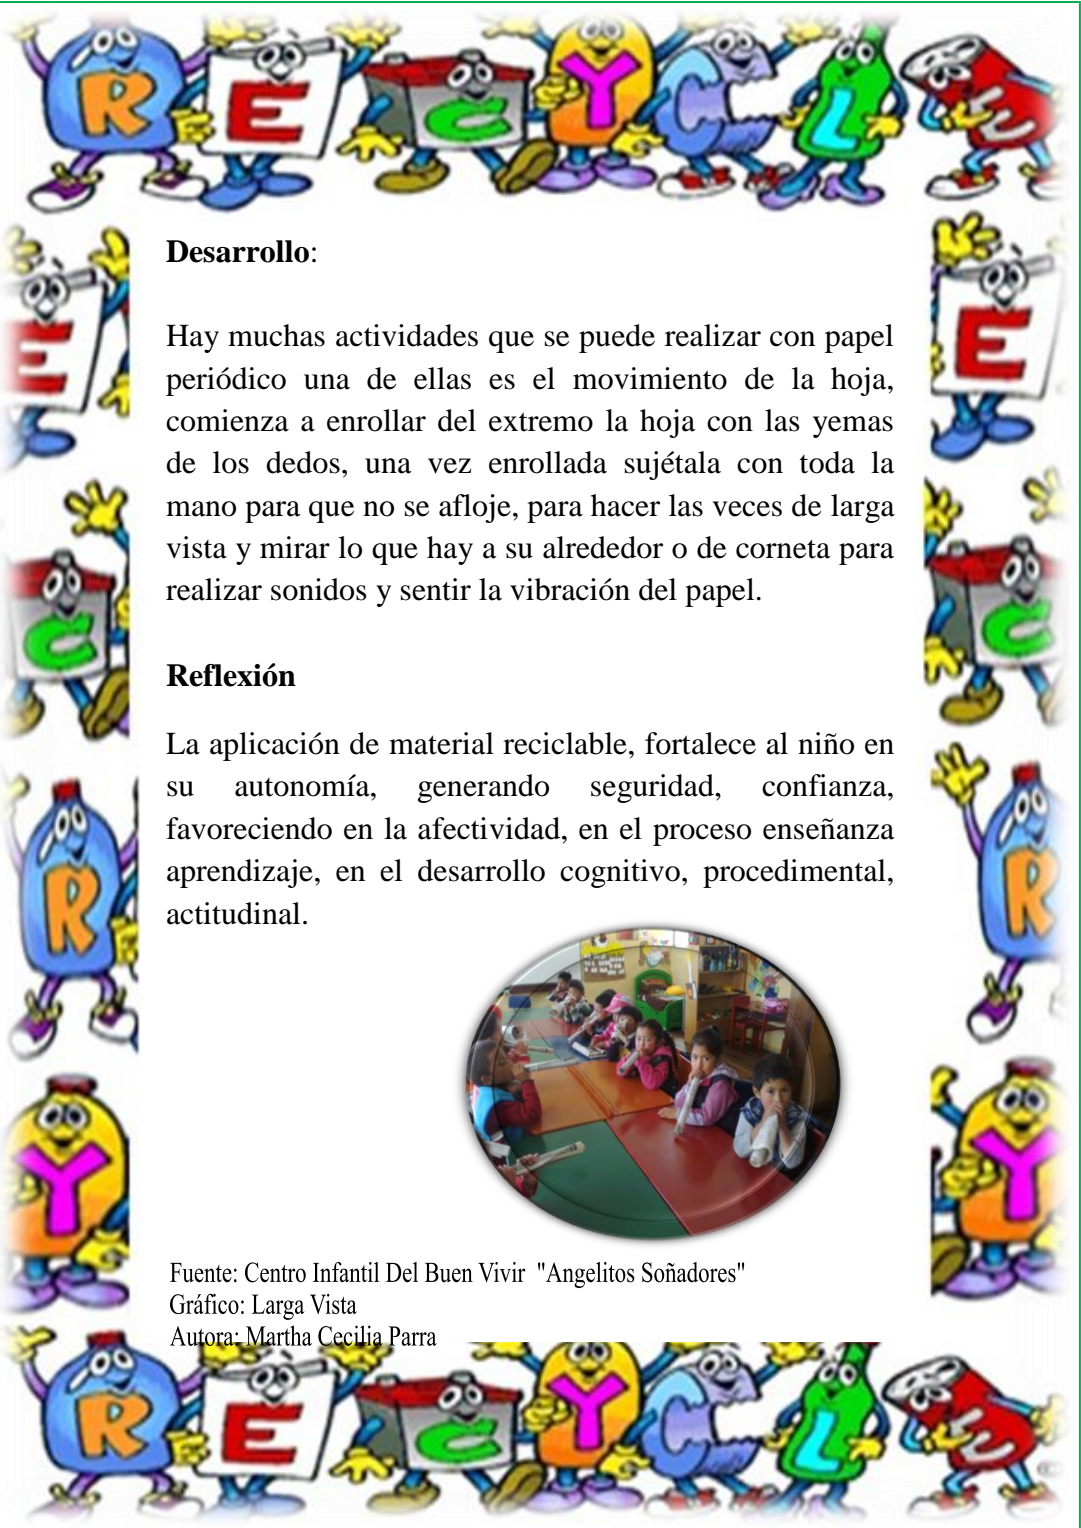 R E C Y C L E
Desarrollo:
Hay muchas actividades que se puede realizar con papel
periódico una de ellas es el movimiento de la hoja,
comienza a enrollar del extremo la hoja con las yemas
de los dedos, una vez enrollada sujétala con toda la
mano para que no se afloje, para hacer las veces de larga
vista y mirar lo que hay a su alrededor o de corneta para
realizar sonidos y sentir la vibración del papel.
Reflexión
La aplicación de material reciclable, fortalece al niño en
su autonomía, generando seguridad, confianza,
favoreciendo en la afectividad, en el proceso enseñanza
aprendizaje, en el desarrollo cognitivo, procedimental,
actitudinal.
E
E
C
C
R
R
Y
Y
Fuente: Centro Infantil Del Buen Vivir "Angelitos Soñadores"
Gráfico: Larga Vista
Autora: Martha Cecilia Parra
R E C Y C L E